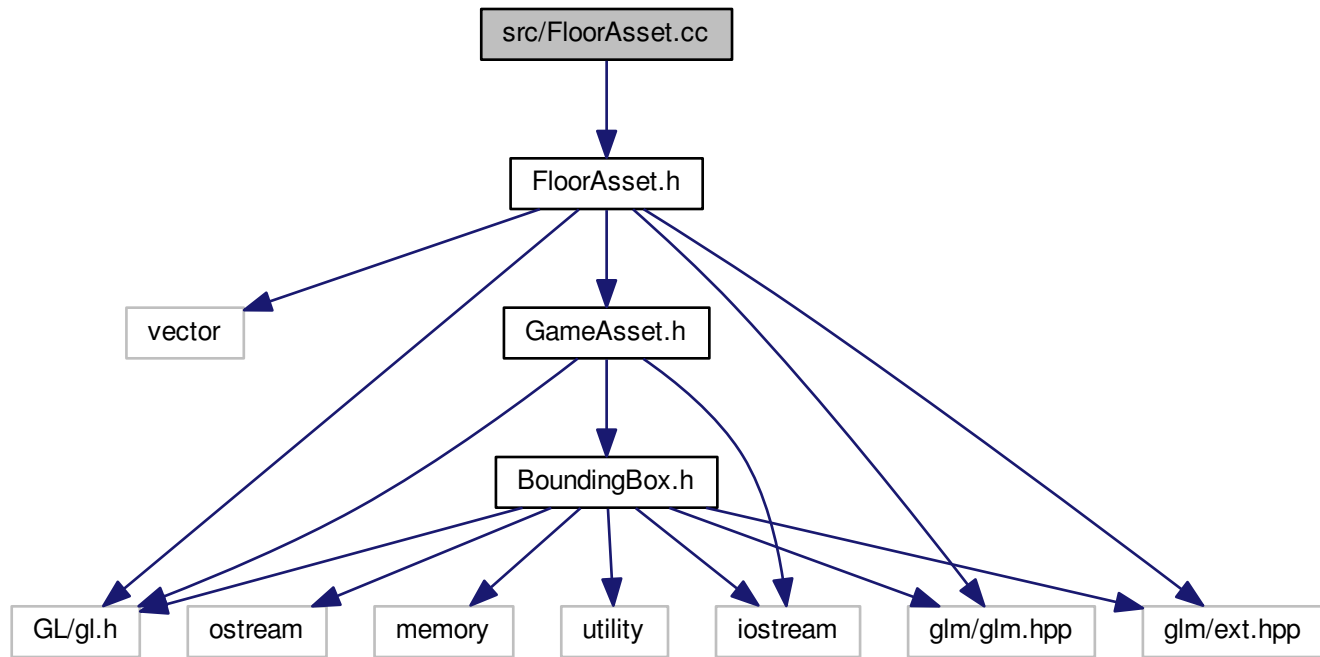 src/FloorAsset.cc
FloorAsset.h
vector
GameAsset.h
BoundingBox.h
GL/gl.h
ostream
memory
utility
iostream
glm/glm.hpp
glm/ext.hpp